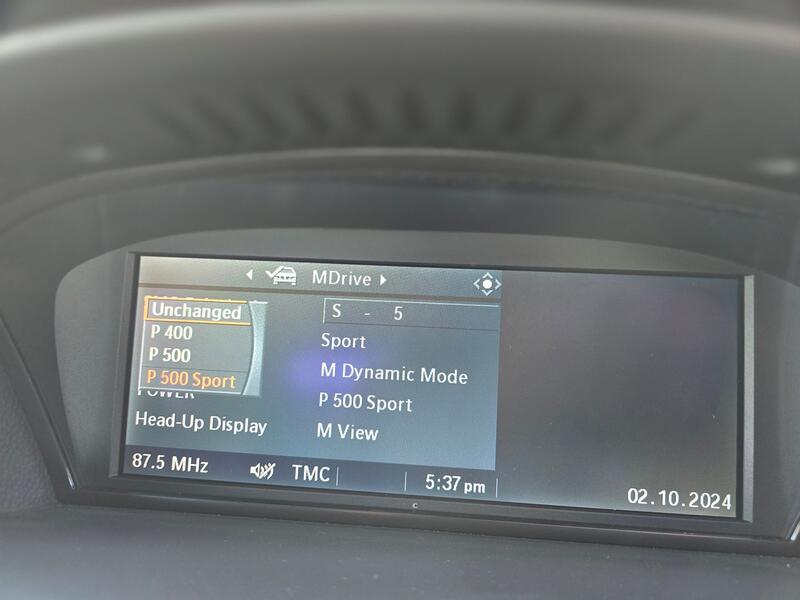 MDrive
S - 5
Unchanged
P 400
Sport
P 500
M Dynamic Mode
P 500 Sport
P 500 Sport
POWER
Head-Up Display
M View
87.5 MHz
TMC
5:37 pm
02.10.2024